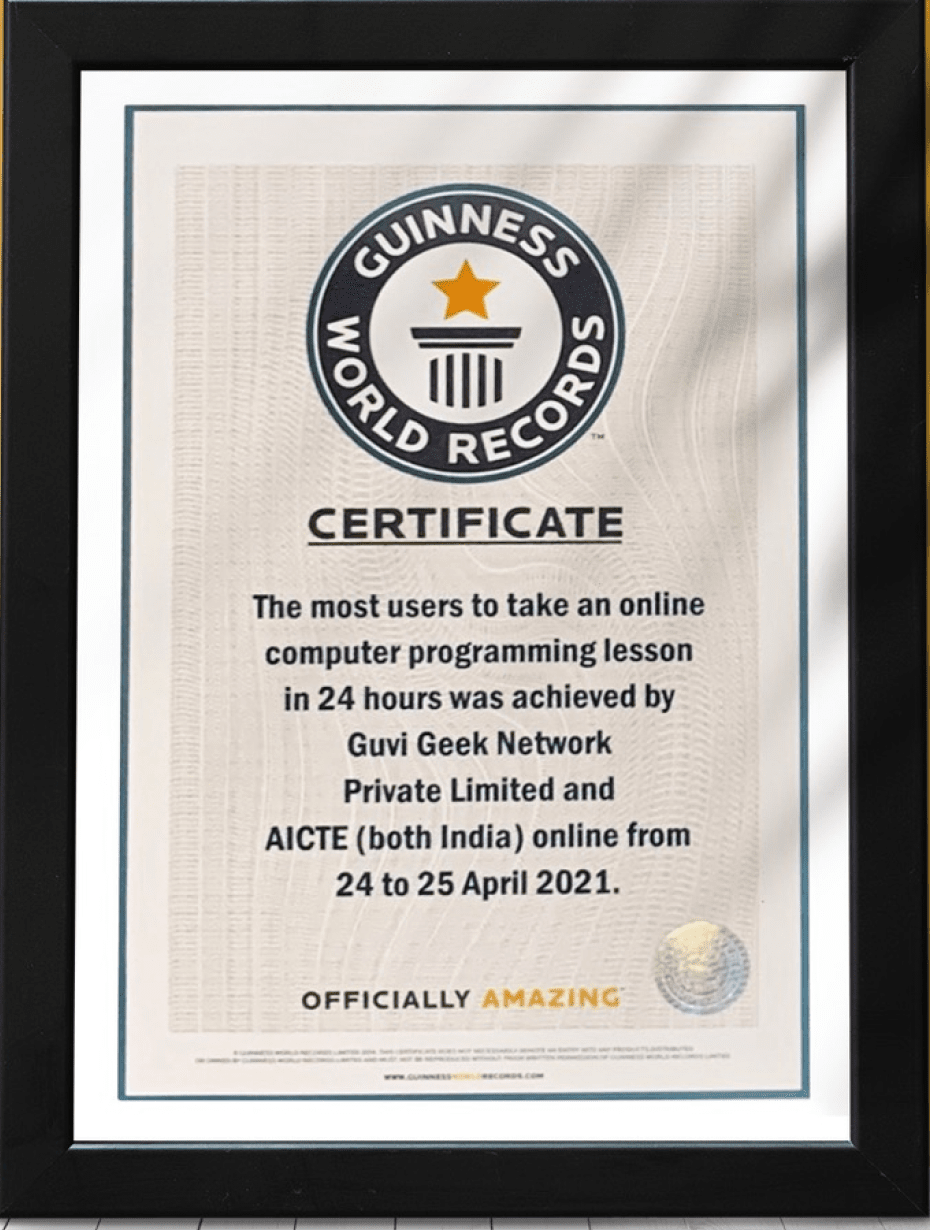 GUINNESS
WORLD RECORDS
TM
CERTIFICATE
The most users to take an online
computer programming lesson
in 24 hours was achieved by
Guvi Geek Network
Private Limited and
AICTE (both India) online from
24 to 25 April 2021.
OFFICIALLY AMAZING
WWW.GUINNESSWORLDRECORDS.COM